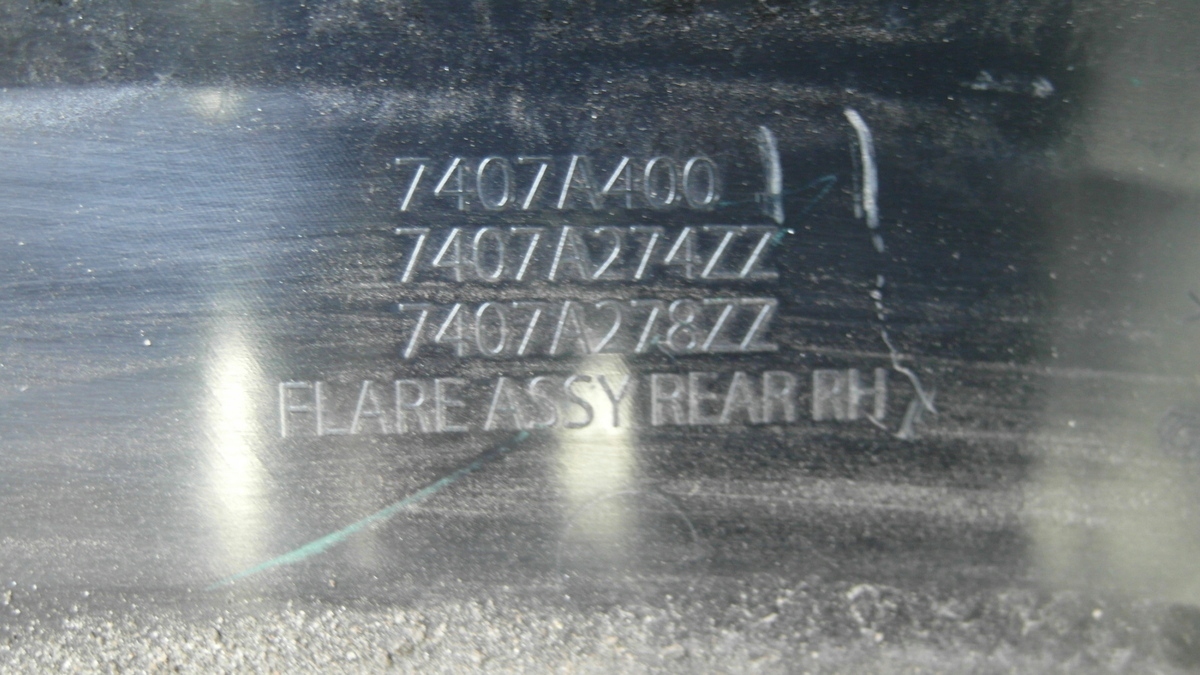 7407A400
7407A274ZZ
7407A278ZZ
FLARE ASSY REAR RH